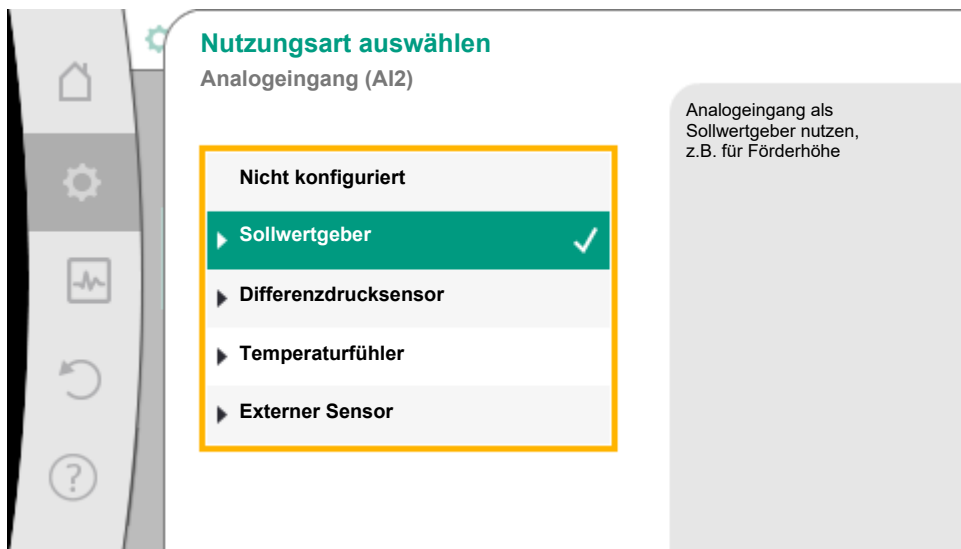 Nutzungsart auswählen
Analogeingang (AI2)
Nicht konfiguriert
Sollwertgeber
Differenzdrucksensor
Temperaturfühler
Externer Sensor
Analogeingang als
Sollwertgeber nutzen,
z.B. für Förderhöhe
?